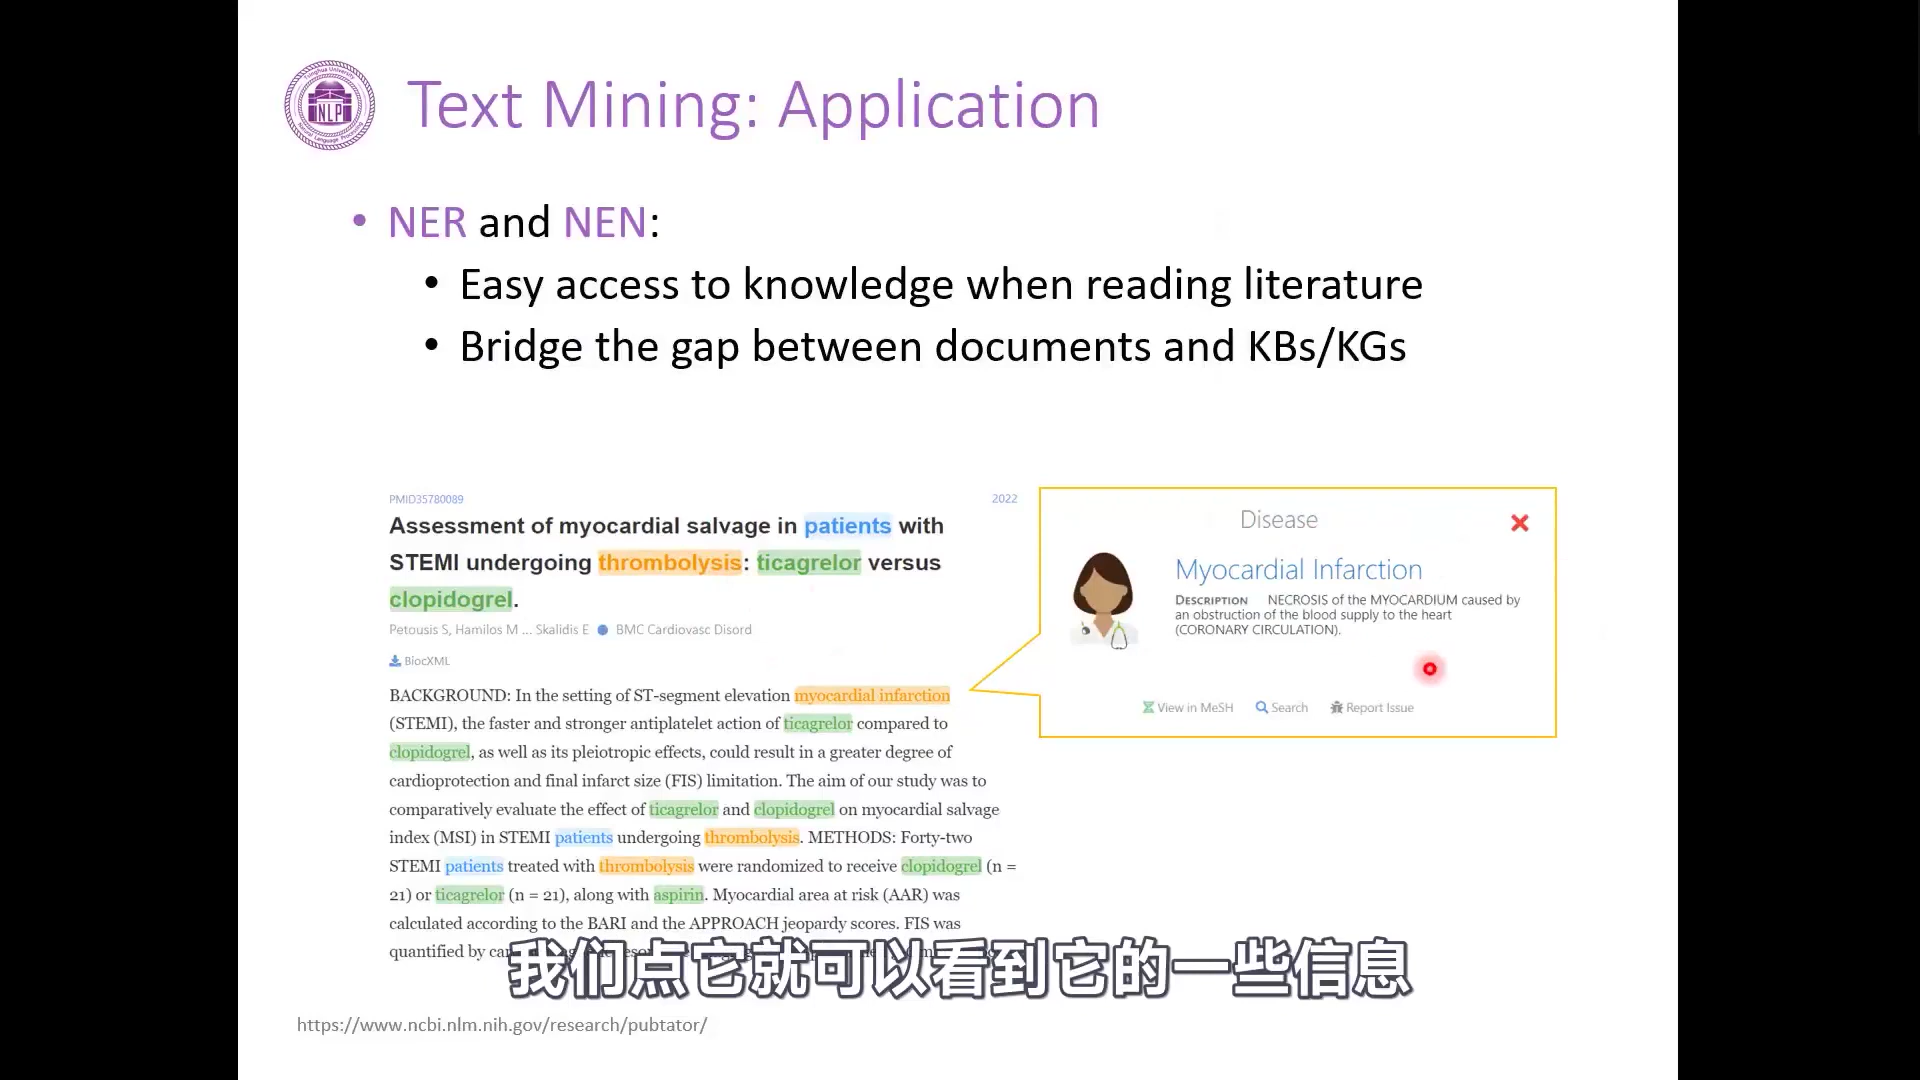 Tsinghua University
NLP
Natural Language Processing
Text Mining: Application
• NER and NEN:
• Easy access to knowledge when reading literature
• Bridge the gap between documents and KBs/KGs
PMID35780089
2022
Assessment of myocardial salvage in patients with
STEMI undergoing thrombolysis: ticagrelor versus
clopidogrel.
Petousis S, Hamilos M ... Skalidis E
BMC Cardiovasc Disord
BiocXML
BACKGROUND: In the setting of ST-segment elevation myocardial infarction
(STEMI), the faster and stronger antiplatelet action of ticagrelor compared to
clopidogrel, as well as its pleiotropic effects, could result in a greater degree of
cardioprotection and final infarct size (FIS) limitation. The aim of our study was to
comparatively evaluate the effect of ticagrelor and clopidogrel on myocardial salvage
index (MSI) in STEMI patients undergoing thrombolysis. METHODS: Forty-two
STEMI patients treated with thrombolysis were randomized to receive clopidogrel (n =
21) or ticagrelor (n = 21), along with aspirin. Myocardial area at risk (AAR) was
calculated according to the BARI and the APPROACH jeopardy scores. FIS was
quantified by
Disease
Myocardial Infarction
DESCRIPTION NECROSIS of the MYOCARDIUM caused by
an obstruction of the blood supply to the heart
(CORONARY CIRCULATION).
View in MeSH Search Report Issue
我们点它就可以看到它的一些信息
https://www.ncbi.nlm.nih.gov/research/pubtator/